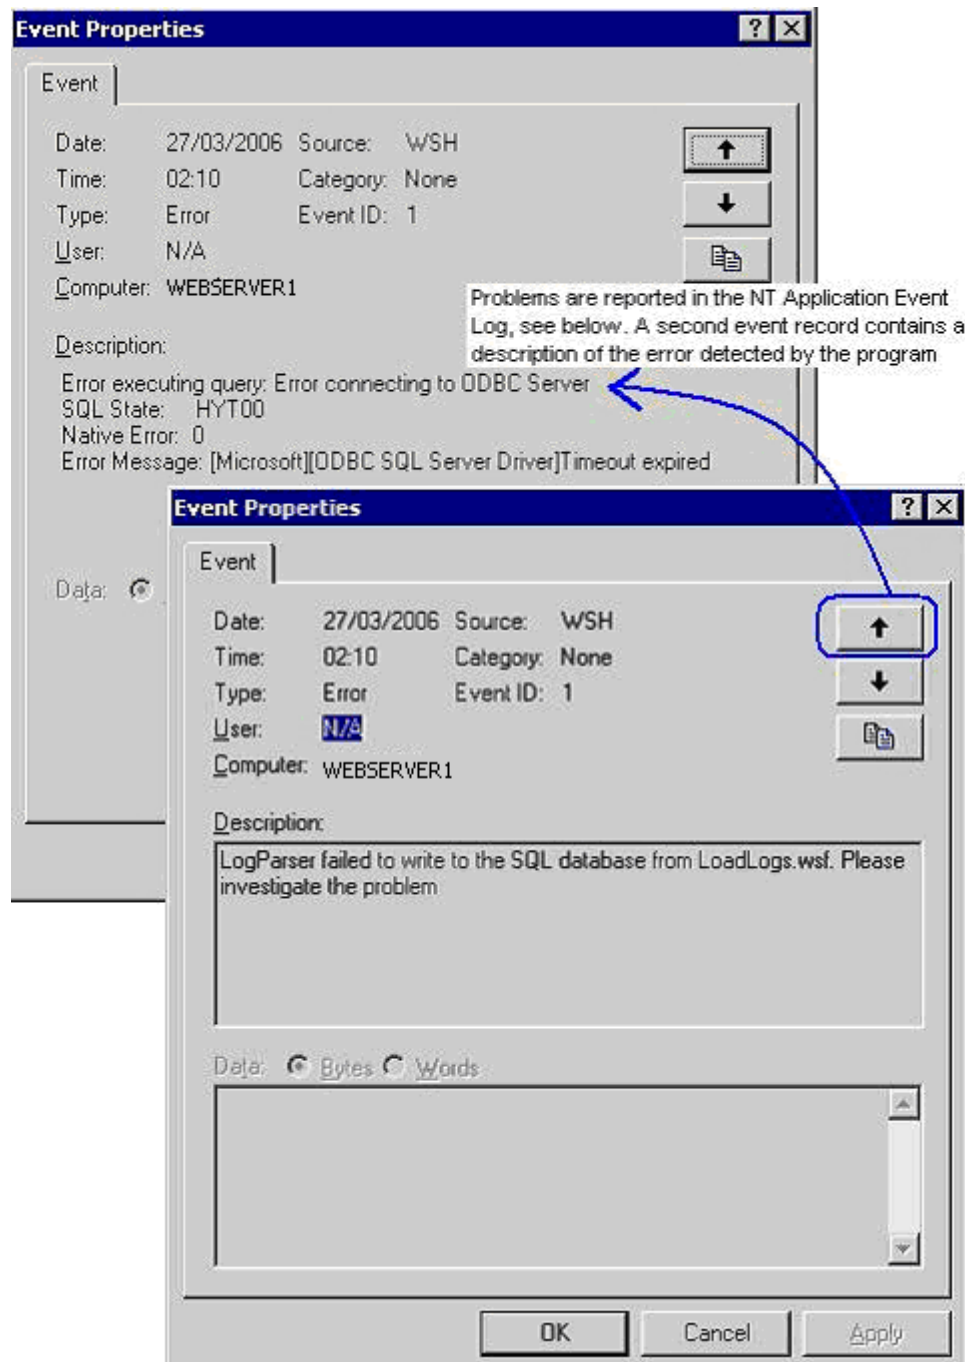 Event Properties
Event
Date: 27/03/2006 Source: WSH
Time: 02:10 Category: None
Type: Error Event ID: 1
User: N/A
Computer: WEBSERVER1
Problems are reported in the NT Application Event
Log, see below. A second event record contains a
description of the error detected by the program
Description:
Error executing query: Error connecting to ODBC Server
SQL State: HYT00
Native Error: 0
Error Message: [Microsoft][ODBC SQL Server Driver]Timeout expired
Data:
Event Properties
Event
Date: 27/03/2006 Source: WSH
Time: 02:10 Category: None
Type: Error Event ID: 1
User: N/A
Computer: WEBSERVER1
Description:
LogParser failed to write to the SQL database from LoadLogs.wsf. Please
investigate the problem
Data: Bytes Words
OK Cancel Apply